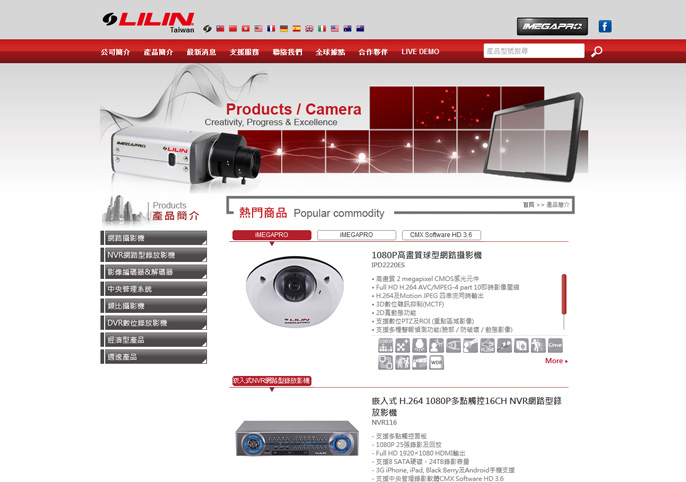 LILIN
Taiwan
iMEGAPRO
公司簡介 產品簡介 最新消息 支援服務 聯絡我們 全球據點 合作夥伴 LIVE DEMO
產品型號搜尋
Products / Camera
Creativity, Progress & Excellence
iMEGAPRO
LILIN
Products
產品簡介
首頁 >> 產品簡介
熱門商品 Popular commodity
網路攝影機
NVR網路型錄放影機
影像編碼器&解碼器
中央管理系統
類比攝影機
DVR數位錄放影機
經濟型產品
週邊產品
iMEGAPRO iMEGAPRO CMX Software HD 3.6
1080P高畫質球型網路攝影機
IPD2220ES
• 高畫質 2 megapixel CMOS感光元件
• Full HD H.264 AVC/MPEG-4 part 10即時影像壓縮
• H.264及Motion JPEG 四串流同時輸出
• 3D數位雜訊抑制(MCTF)
• 2D寬動態功能
• 支援數位PTZ及ROI (重點區域影像)
• 支援多種警報偵測功能(臉部 / 防破壞 / 動態影像)
LILIN
iMEGAPRO
More
嵌入式NVR網路型錄放影機
嵌入式 H.264 1080P多點觸控16CH NVR網路型錄
放影機
NVR116
- 支援多點觸控面板
- 1080P 25張錄影及回放
- Full HD 1920×1080 HDMI輸出
- 支援8 SATA硬碟、24TB錄影容量
- 3G iPhone, iPad, Black Berry及Android手機支援
- 支援中央管理錄影軟體CMX Software HD 3.6